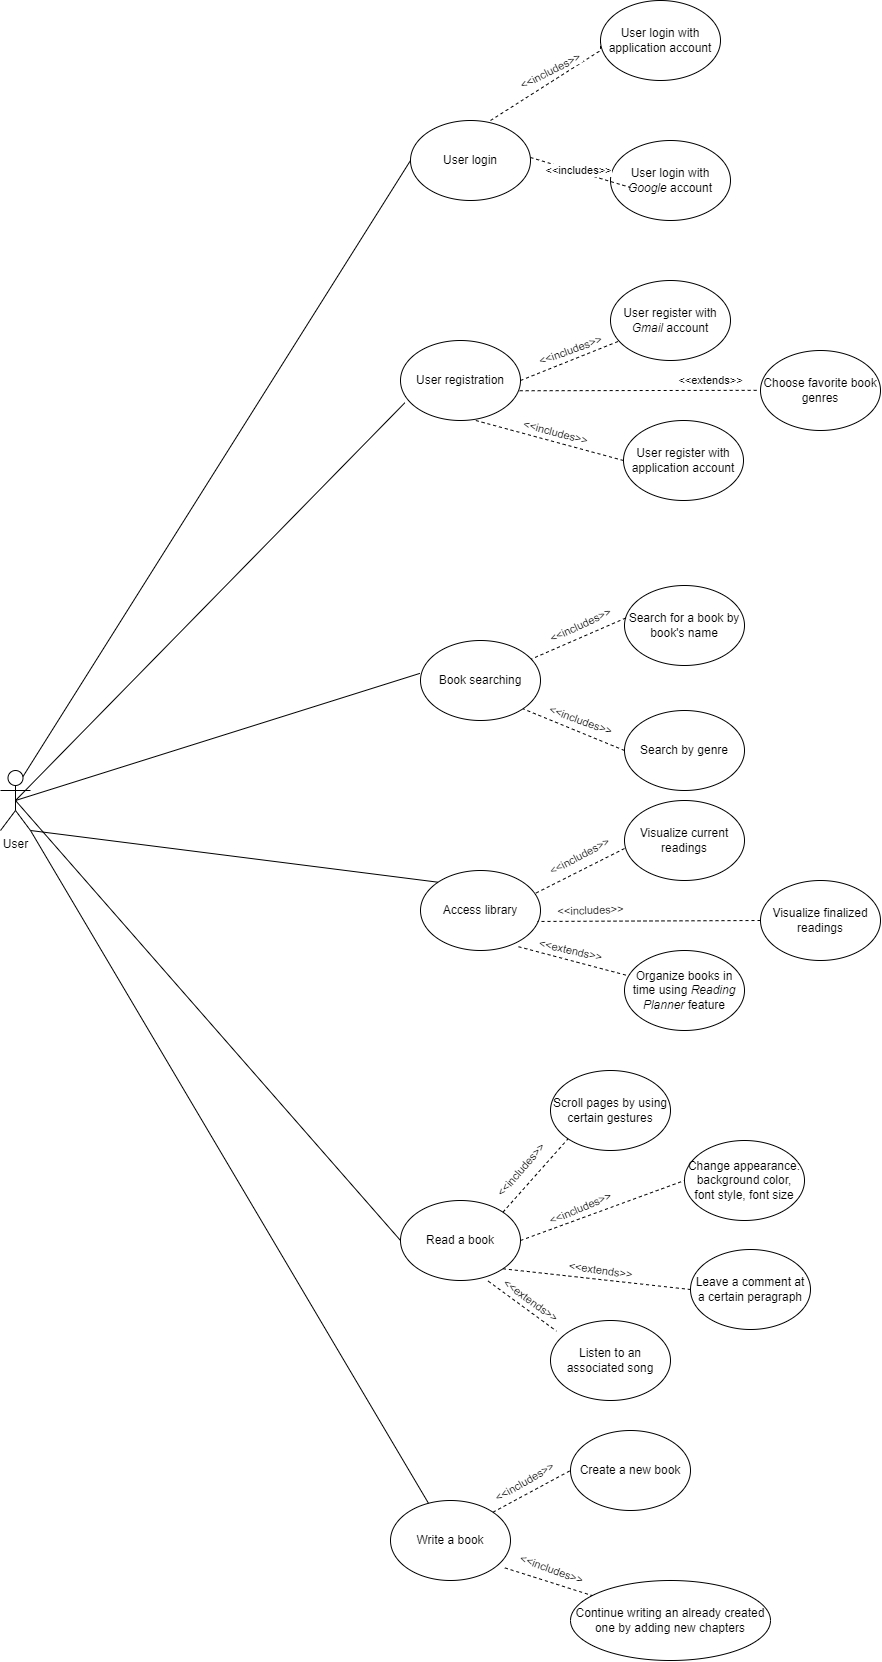 User login with
application account
<<includes>>
User login
<<includes>>
User login with
Google account
User register with
Gmail account
<<includes>>
User registration
<<extends>>
Choose favorite book
genres
<<includes>>
User register with
application account
Search for a book by
book's name
<<includes>>
Book searching
<<includes>>
Search by genre
User
Visualize current
readings
<<includes>>
Access library
<<includes>>
Visualize finalized
readings
<<extends>>
Organize books in
time using Reading
Planner feature
Scroll pages by using
certain gestures
<<includes>>
Change appearance:
background color,
font style, font size
<<includes>>
Read a book
<<extends>>
Leave a comment at
a certain peragraph
<<extends>>
Listen to an
associated song
Create a new book
<<includes>>
Write a book
<<includes>>
Continue writing an already created
one by adding new chapters